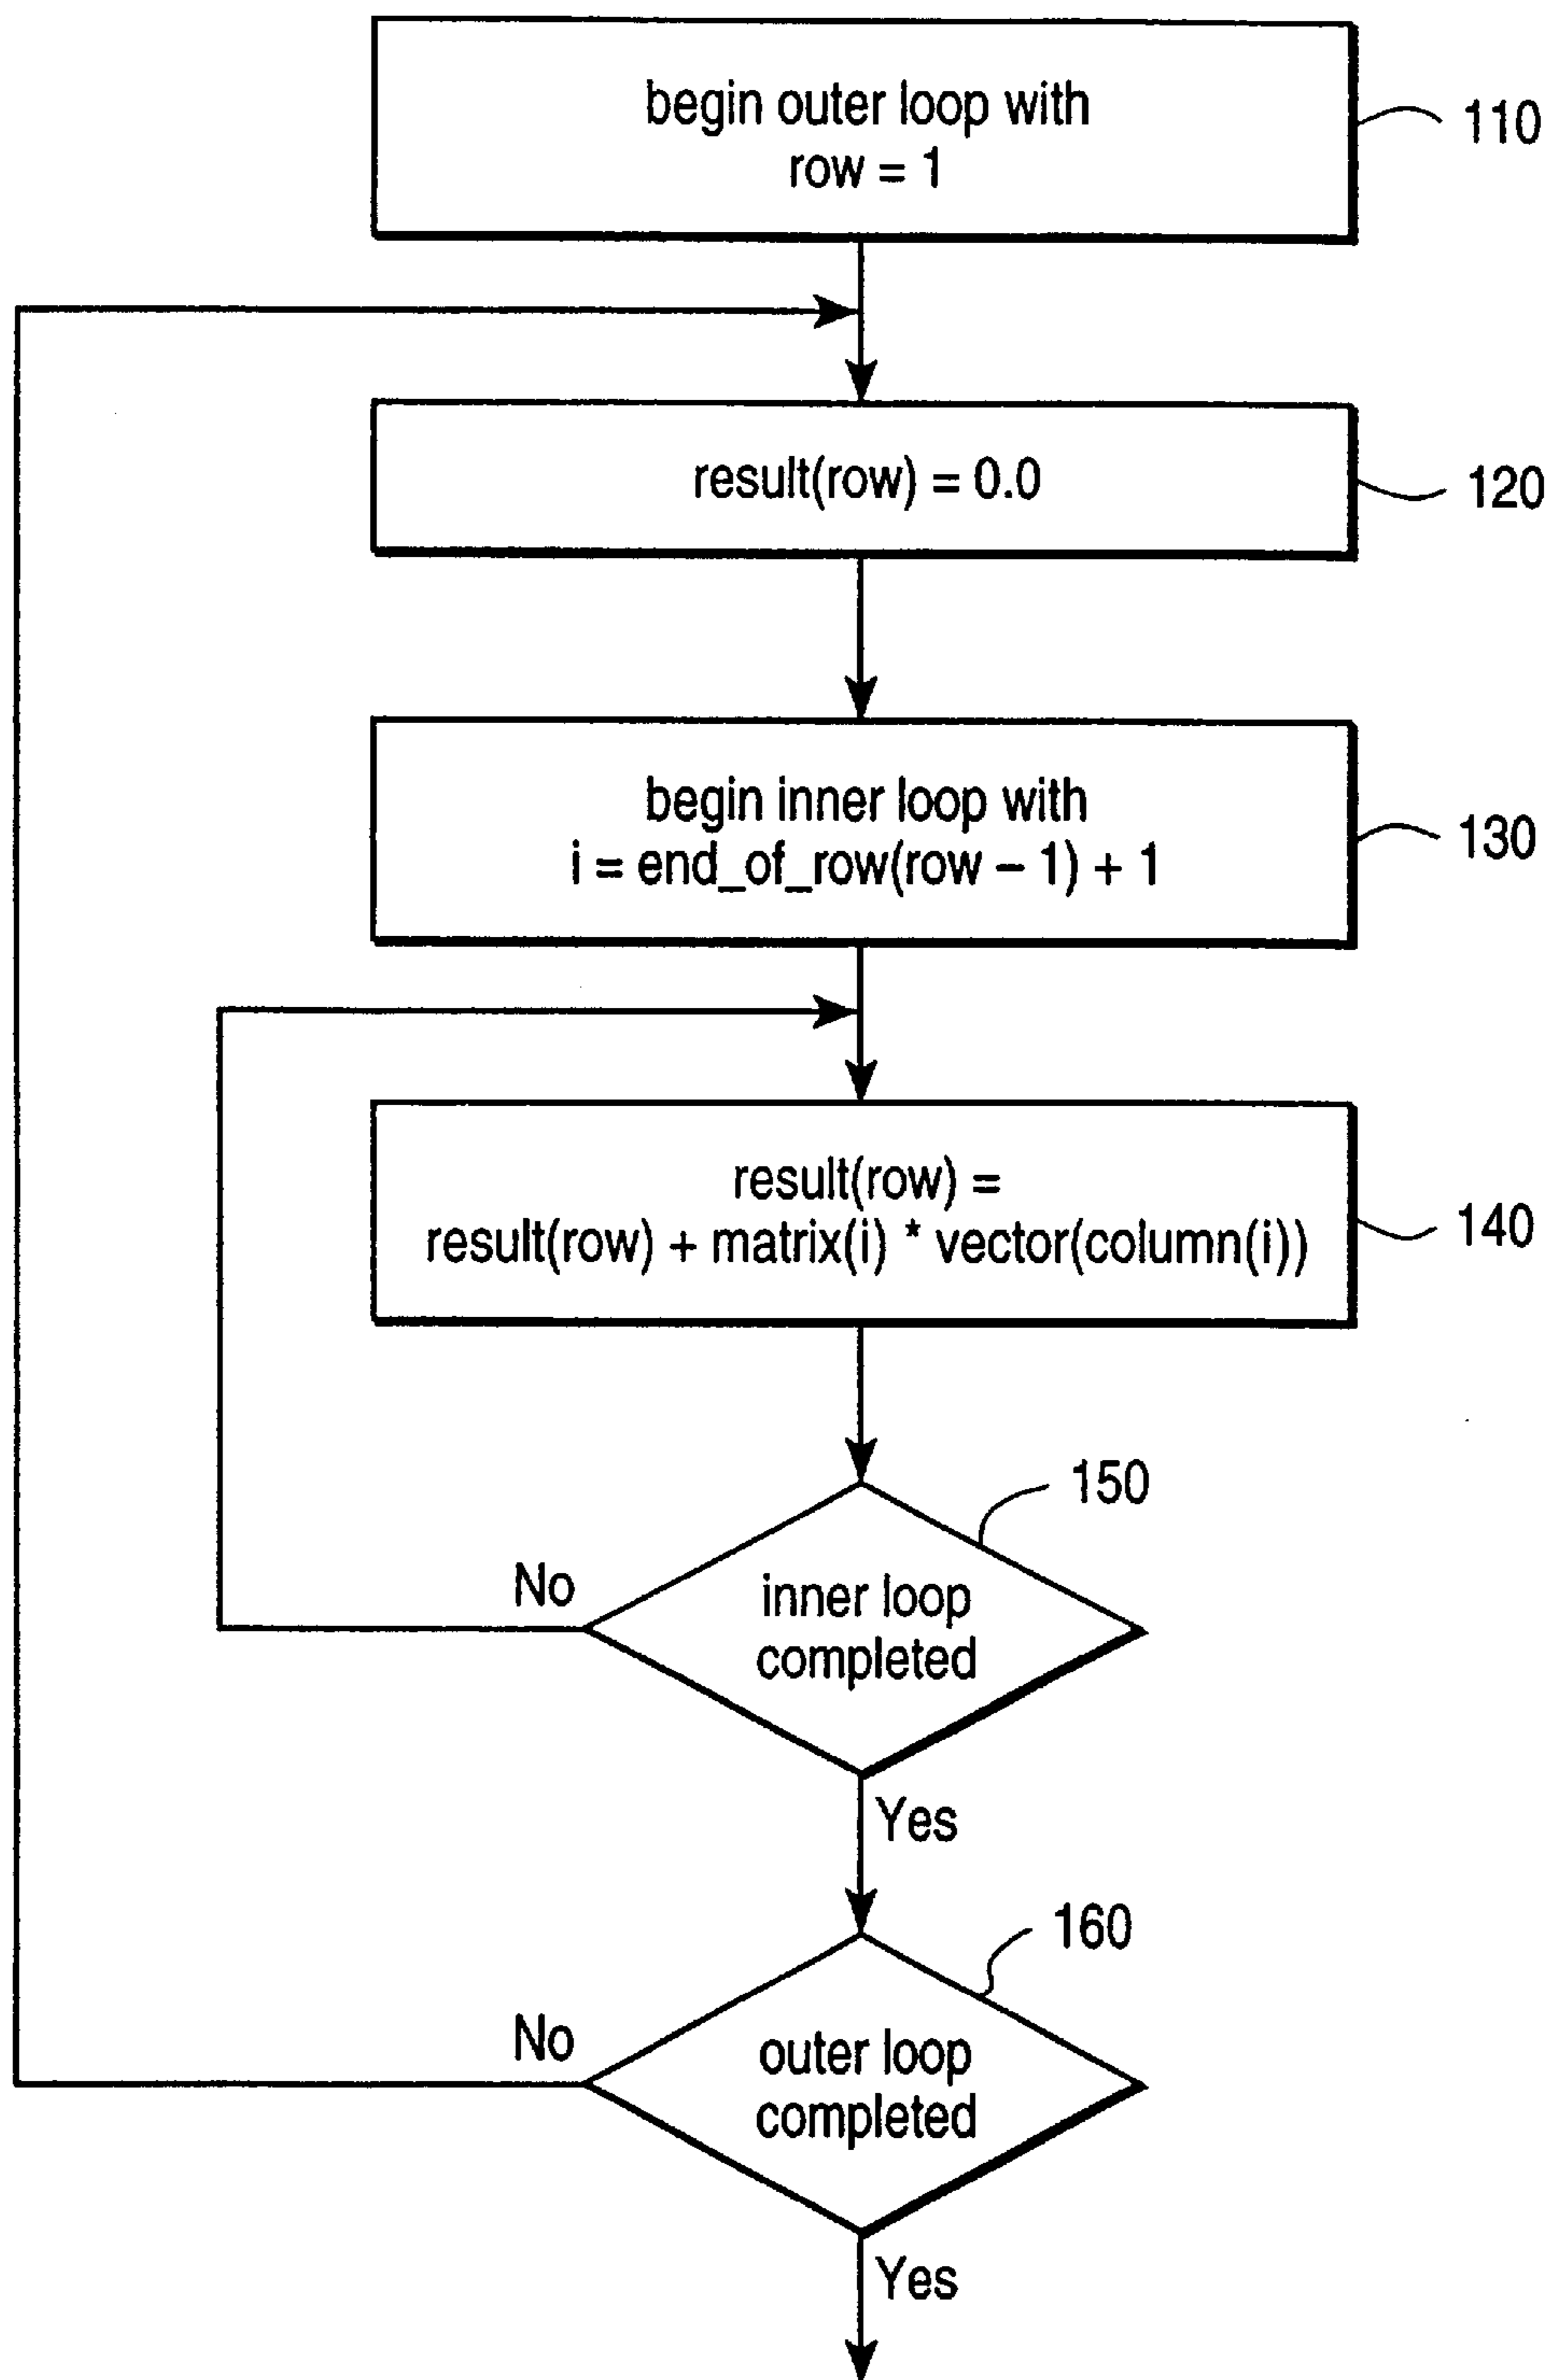 begin outer loop with
row = 1
110
result(row) = 0.0
120
begin inner loop with
i = end_of_row(row – 1) + 1
130
result(row) =
result(row) + matrix(i) * vector(column(i))
140
150
No
inner loop
completed
Yes
160
No
outer loop
completed
Yes